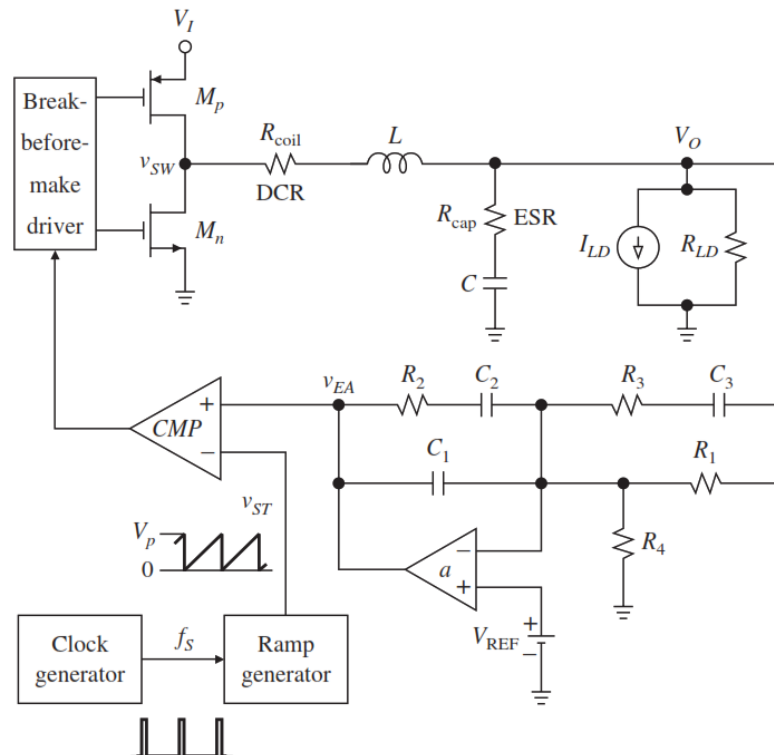 V_I
Break-
before-
make
driver
M_p
v_SW
R_coil
DCR
L
V_O
M_n
R_cap
ESR
C
I_LD
R_LD
v_EA
R_2
C_2
R_3
C_3
+
CMP
−
C_1
R_1
v_ST
V_p
0
a
−
+
R_4
V_REF
+
−
Clock
generator
f_S
Ramp
generator